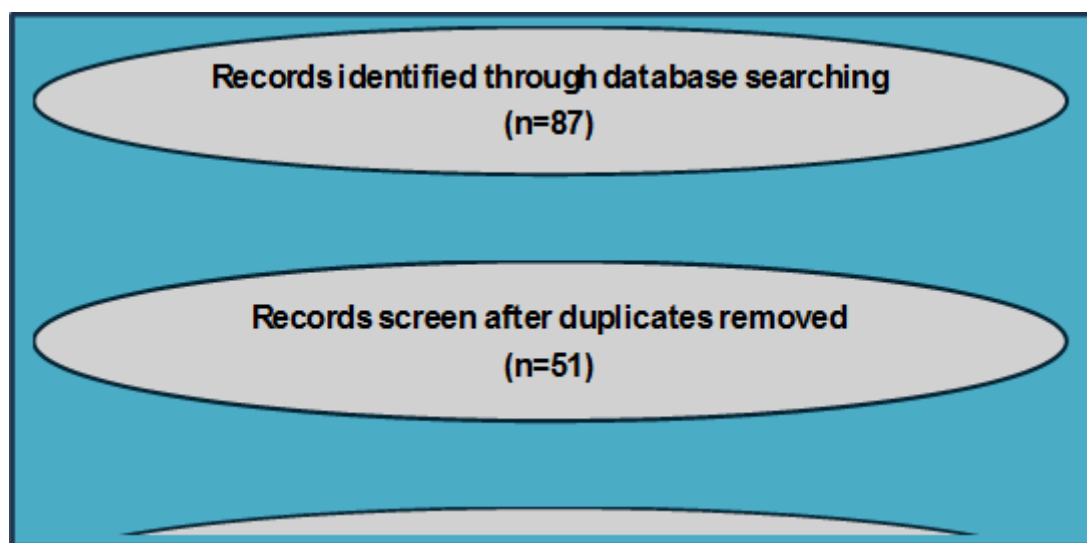 Records identified through database searching
(n=87)
Records screen after duplicates removed
(n=51)